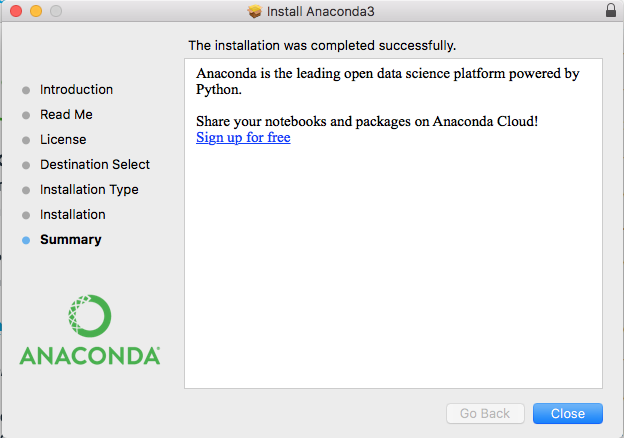 Install Anaconda3
The installation was completed successfully.
Introduction
Read Me
License
Destination Select
Installation Type
Installation
Summary
Anaconda is the leading open data science platform powered by
Python.
Share your notebooks and packages on Anaconda Cloud!
Sign up for free
ANACONDA
Go Back
Close